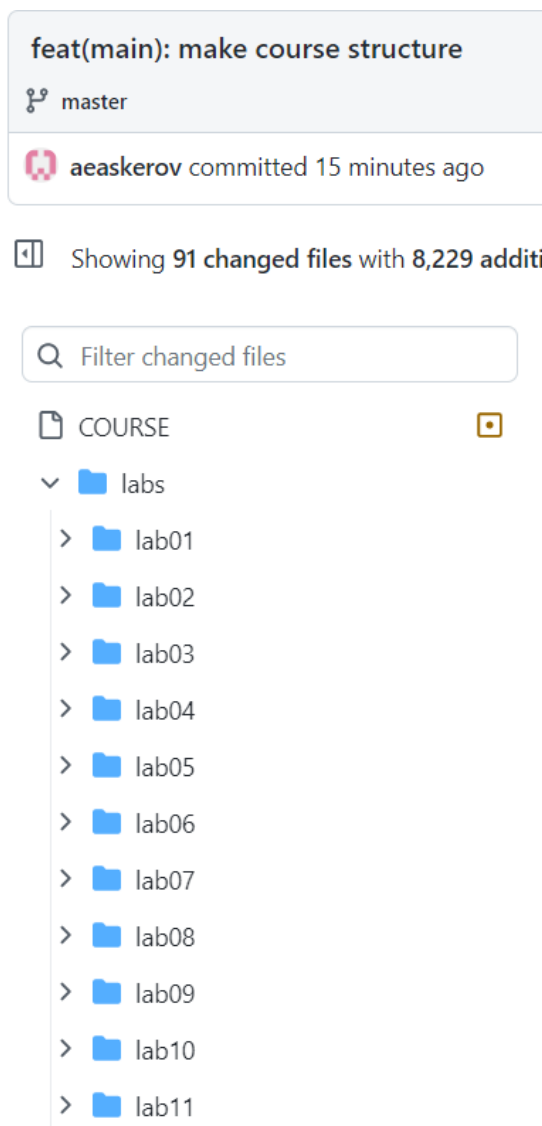 feat(main): make course structure
master
aeaskerov committed 15 minutes ago
Showing 91 changed files with 8,229 additi
Filter changed files
COURSE
labs
lab01
lab02
lab03
lab04
lab05
lab06
lab07
lab08
lab09
lab10
lab11